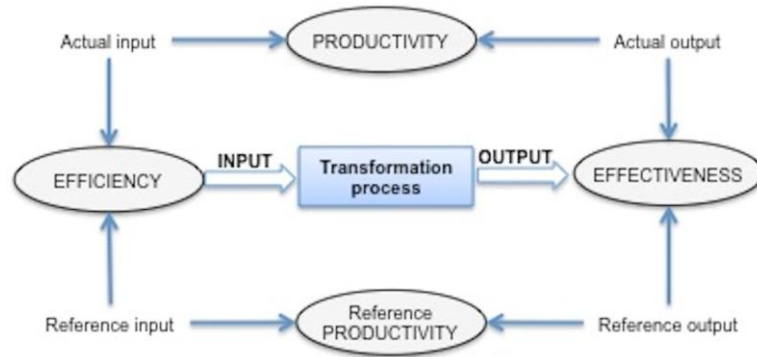 Actual input
PRODUCTIVITY
Actual output
INPUT
OUTPUT
EFFICIENCY
Transformation
process
EFFECTIVENESS
Reference input
Reference
PRODUCTIVITY
Reference output